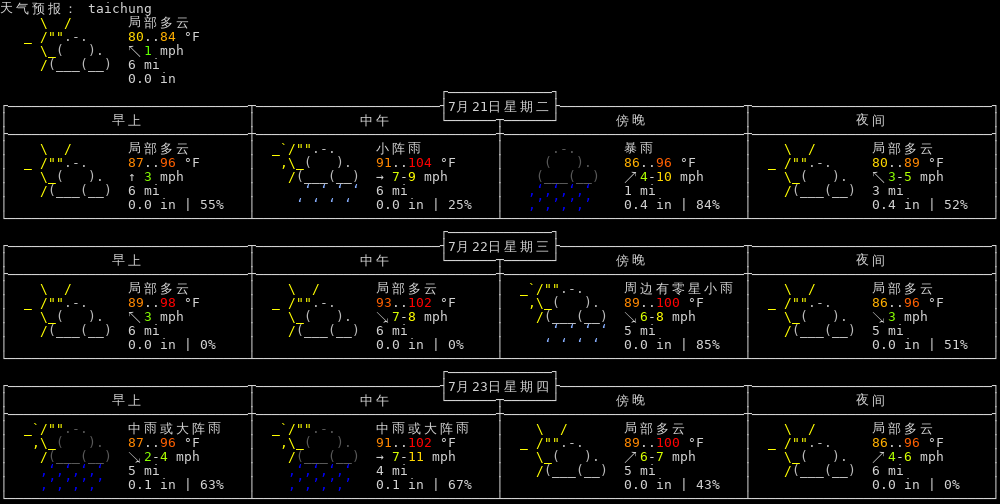 天气预报： taichung
局部多云
80..84 °F
↖ 1 mph
6 mi
0.0 in
7月21日星期二
早上 中午 傍晚 夜间
局部多云 小阵雨 暴雨 局部多云
87..96 °F 91..104 °F 86..96 °F 80..89 °F
↑ 3 mph → 7-9 mph ↗ 4-10 mph ↖ 3-5 mph
6 mi 6 mi 1 mi 3 mi
0.0 in | 55% 0.0 in | 25% 0.4 in | 84% 0.4 in | 52%
7月22日星期三
早上 中午 傍晚 夜间
局部多云 局部多云 周边有零星小雨 局部多云
89..98 °F 93..102 °F 89..100 °F 86..96 °F
↖ 3 mph ↘ 7-8 mph ↘ 6-8 mph ↘ 3 mph
6 mi 6 mi 5 mi 5 mi
0.0 in | 0% 0.0 in | 0% 0.0 in | 85% 0.0 in | 51%
7月23日星期四
早上 中午 傍晚 夜间
中雨或大阵雨 中雨或大阵雨 局部多云 局部多云
87..96 °F 91..102 °F 89..100 °F 86..96 °F
↘ 2-4 mph → 7-11 mph ↗ 6-7 mph ↗ 4-6 mph
5 mi 4 mi 5 mi 6 mi
0.1 in | 63% 0.1 in | 67% 0.0 in | 43% 0.0 in | 0%